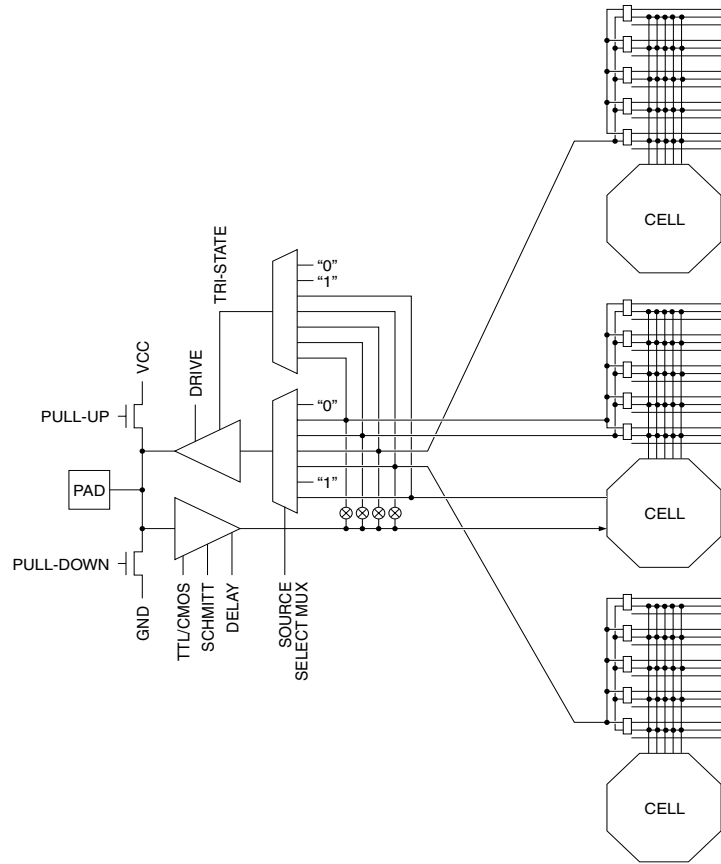 CELL
“0”
“1”
TRI-STATE
VCC
DRIVE
PULL-UP
“0”
PAD
“1”
CELL
PULL-DOWN
GND
TTL/CMOS
SCHMITT
DELAY
SOURCE
SELECT MUX
CELL